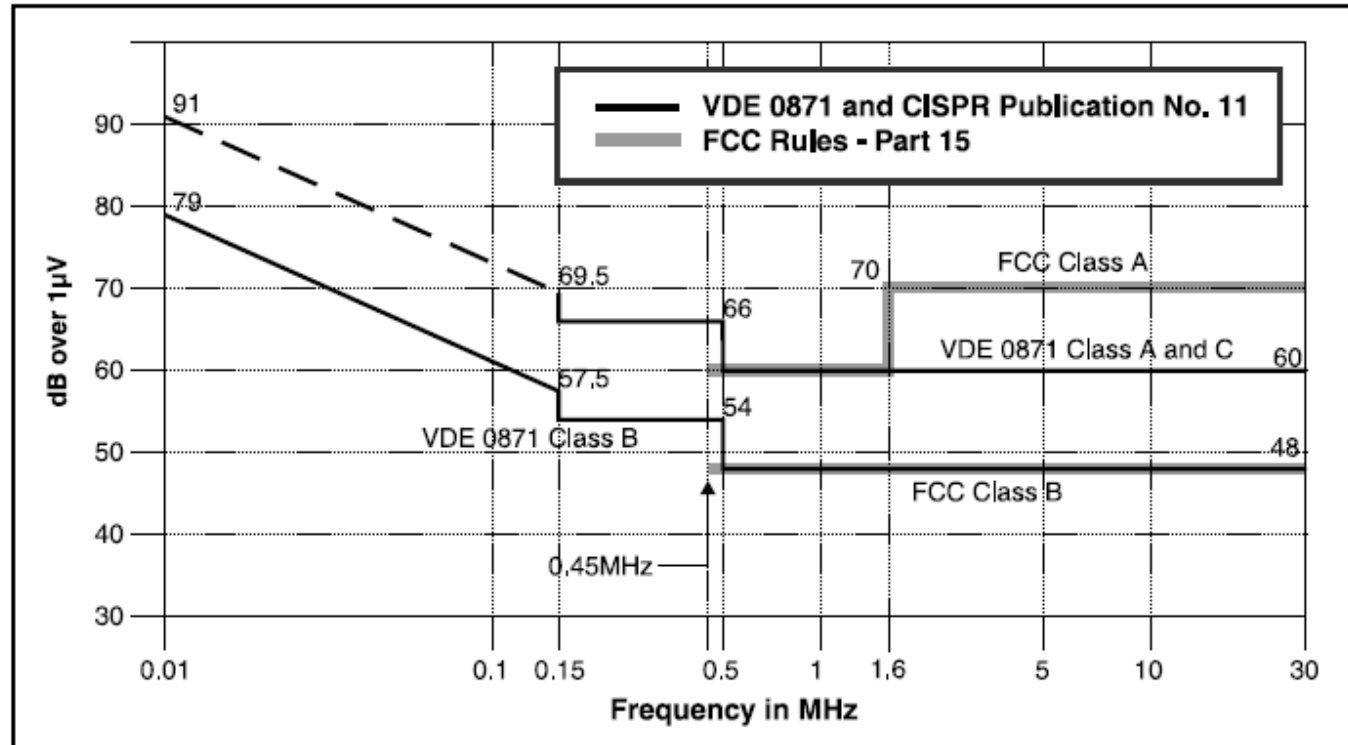 VDE 0871 and CISPR Publication No. 11
FCC Rules - Part 15
dB over 1µV
90
80
70
60
50
40
30
91
79
69.5
57.5
66
54
70
FCC Class A
VDE 0871 Class A and C
60
VDE 0871 Class B
48
FCC Class B
0.45MHz
0.01
0.1
0.15
0.5
1
1.6
5
10
30
Frequency in MHz